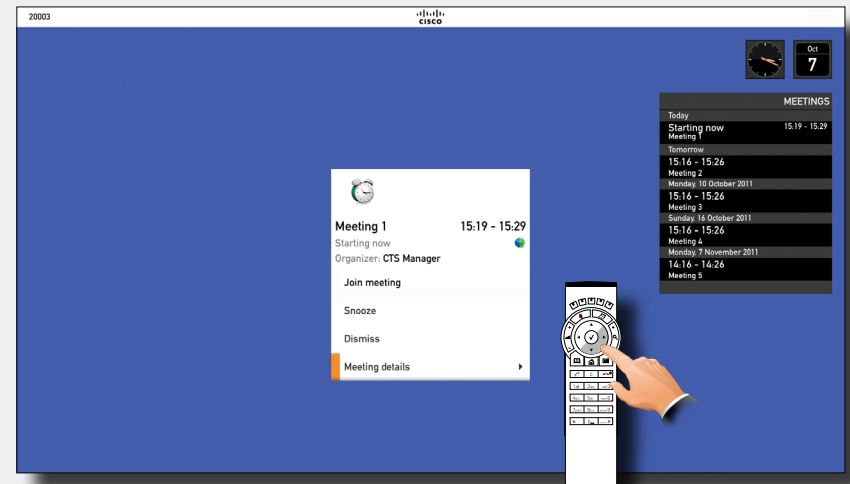 20003
CISCO
Oct
7
MEETINGS
Today
Starting now 15:19 - 15:29
Meeting 1
Tomorrow
15:16 - 15:26
Meeting 2
Monday, 10 October 2011
15:16 - 15:26
Meeting 3
Sunday, 16 October 2011
15:16 - 15:26
Meeting 4
Monday, 7 November 2011
14:16 - 14:26
Meeting 5
Meeting 1 15:19 - 15:29
Starting now
Organizer: CTS Manager
Join meeting
Snooze
Dismiss
Meeting details